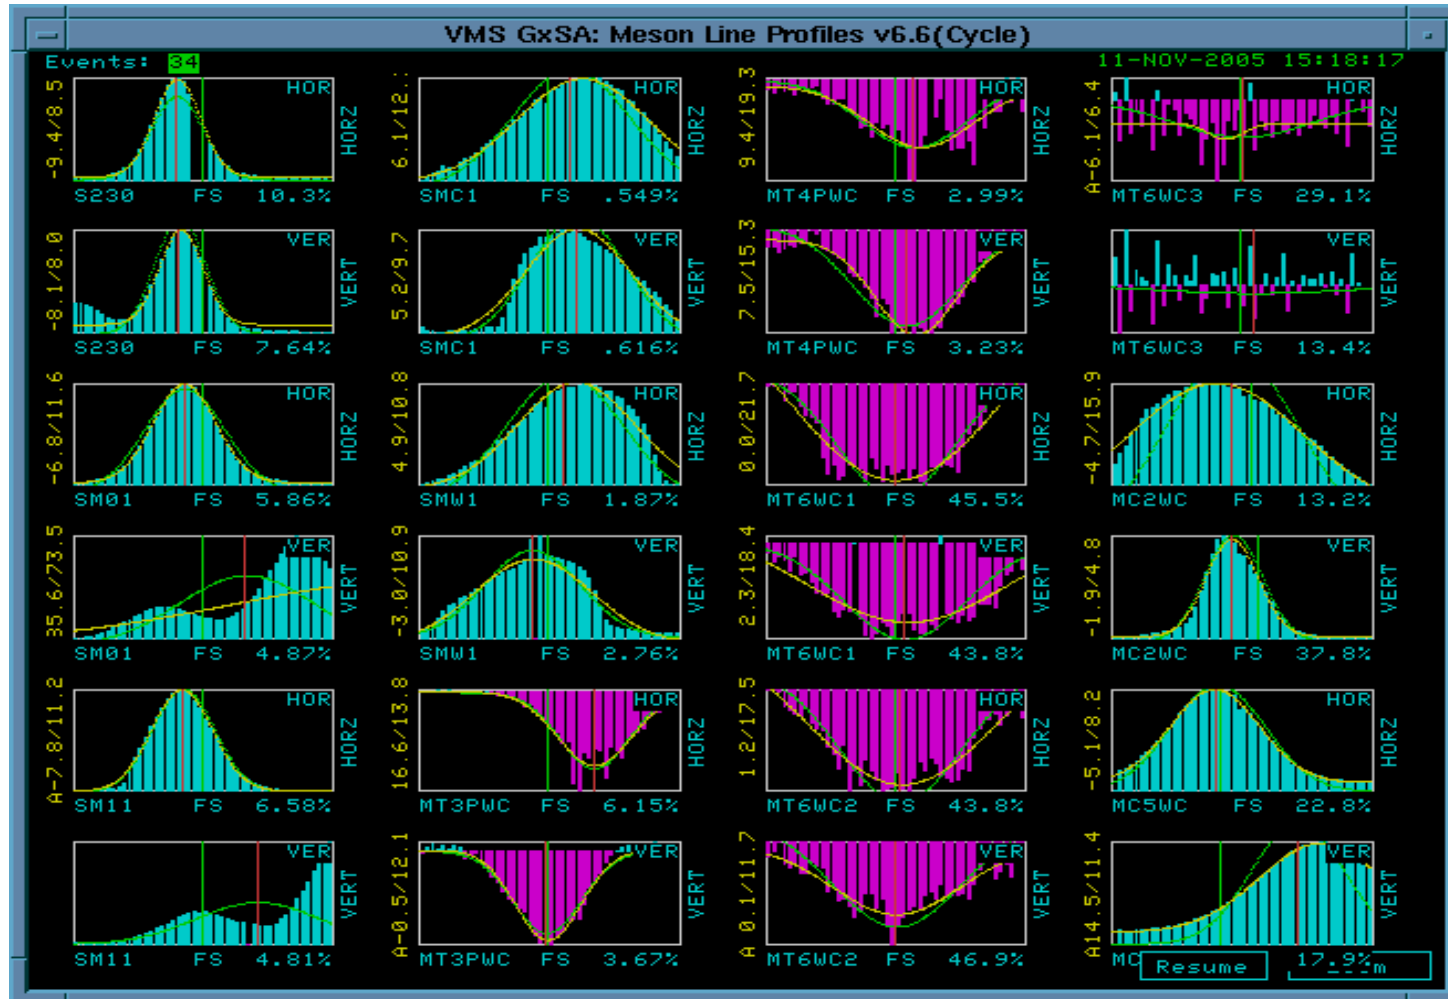 VMS GxSA: Meson Line Profiles v6.6(Cycle)
Events: 34
11-NOV-2005 15:18:17
-9.4/8.5 HOR HORZ
S230 FS 10.3%
6.1/12.: HOR HORZ
SMC1 FS .549%
9.4/19.3 HOR HORZ
MT4PWC FS 2.99%
A-6.1/6.4 HOR HORZ
MT6WC3 FS 29.1%
-8.1/8.0 VER VERT
S230 FS 7.64%
5.2/9.7 VER VERT
SMC1 FS .616%
7.5/15.3 VER VERT
MT4PWC FS 3.23%
VER VERT
MT6WC3 FS 13.4%
-6.8/11.6 HOR HORZ
SM01 FS 5.86%
4.9/10.8 HOR HORZ
SMW1 FS 1.87%
0.0/21.7 HOR HORZ
MT6WC1 FS 45.5%
-4.7/15.9 HOR HORZ
MC2WC FS 13.2%
35.6/73.5 VER VERT
SM01 FS 4.87%
-3.0/10.9 VER VERT
SMW1 FS 2.76%
2.3/18.4 VER VERT
MT6WC1 FS 43.8%
-1.9/4.8 VER VERT
MC2WC FS 37.8%
A-7.8/11.2 HOR HORZ
SM11 FS 6.58%
16.6/13.8 HOR HORZ
MT3PWC FS 6.15%
1.2/17.5 HOR HORZ
MT6WC2 FS 43.8%
-5.1/8.2 HOR HORZ
MC5WC FS 22.8%
VER VERT
SM11 FS 4.81%
A-0.5/12.1 VER VERT
MT3PWC FS 3.67%
A 0.1/11.7 VER VERT
MT6WC2 FS 46.9%
A14.5/11.4 VER VERT
MC 17.9%
Resume